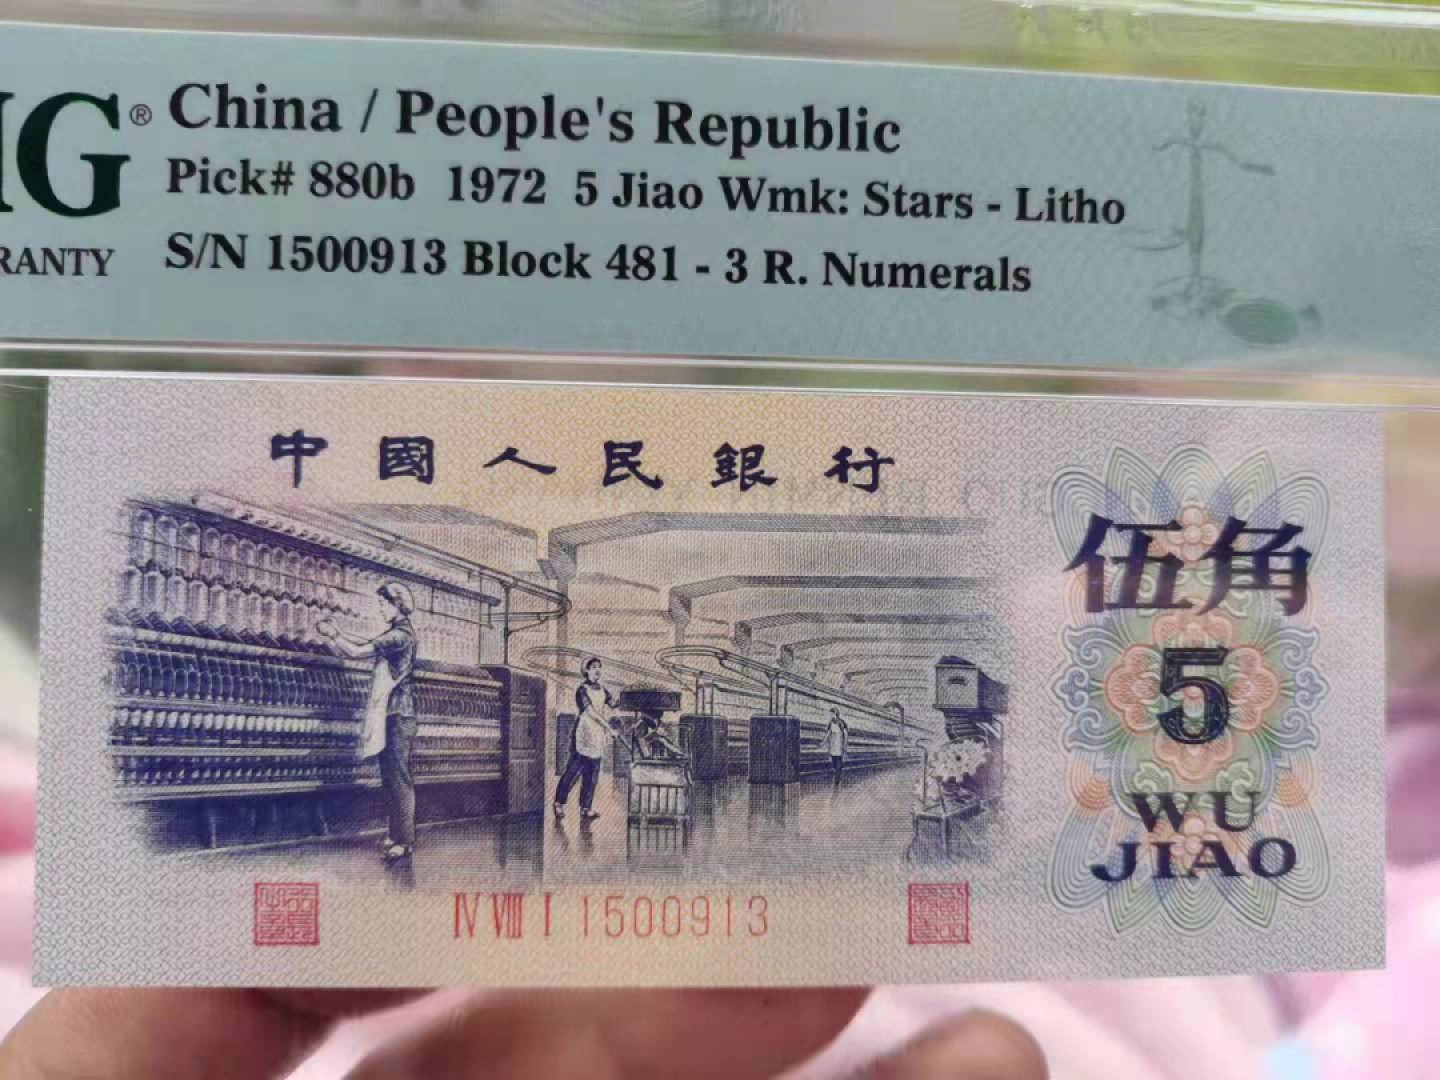 MG® China / People's Republic
Pick# 880b 1972 5 Jiao Wmk: Stars - Litho
RANTY S/N 1500913 Block 481 - 3 R. Numerals
中國人民銀行
伍角
5
WU
JIAO
IV VIII I 1500913